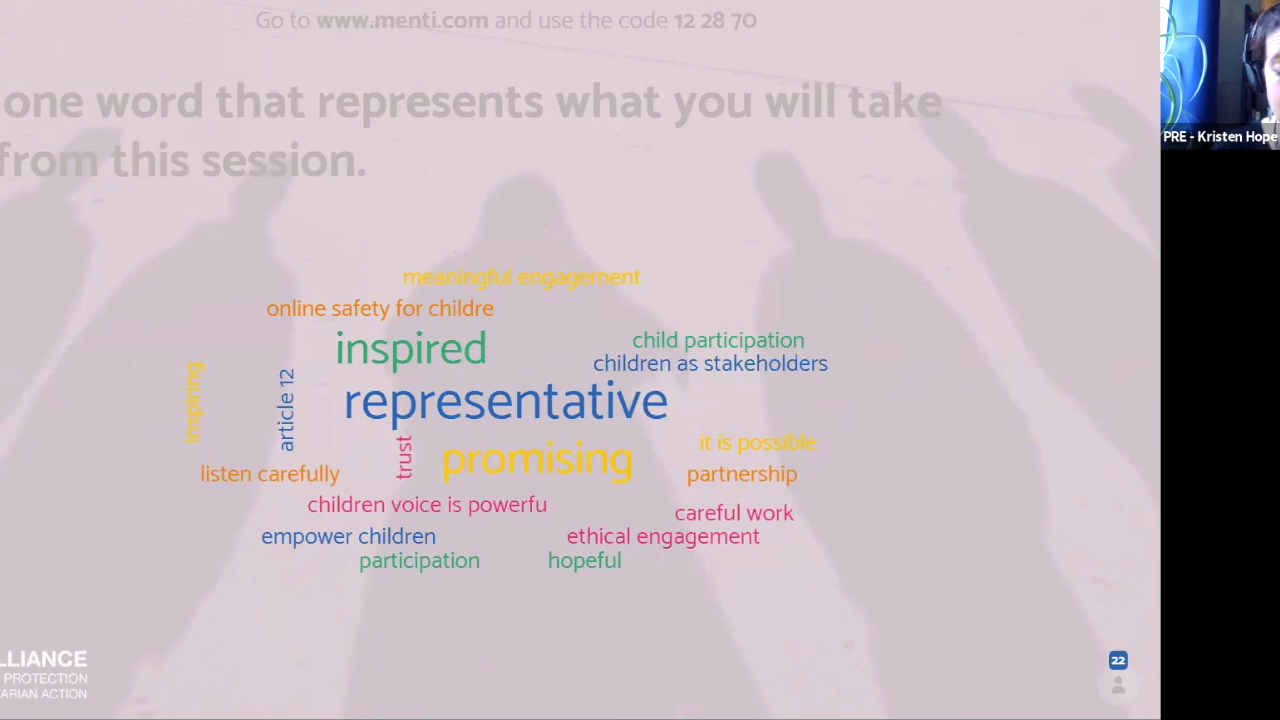 Go to www.menti.com and use the code 12 28 70
one word that represents what you will take
from this session.
PRE - Kristen Hope
meaningful engagement
online safety for childre
inspired
child participation
children as stakeholders
inspiring
article 12
representative
trust
promising
it is possible
listen carefully
partnership
children voice is powerfu
careful work
empower children
ethical engagement
participation
hopeful
LLIANCE
PROTECTION
TARIAN ACTION
22